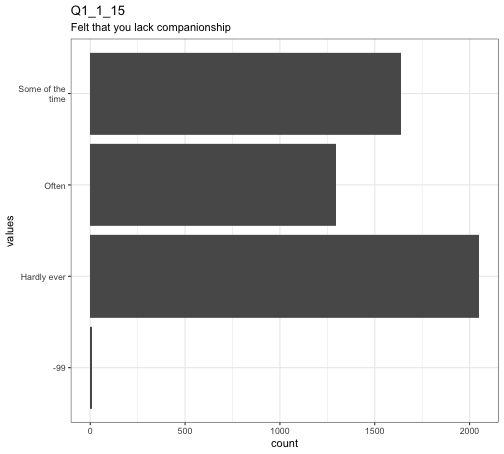 Q1_1_15
Felt that you lack companionship
Some of the
time
Often
Hardly ever
-99
values
0
500
1000
1500
2000
count